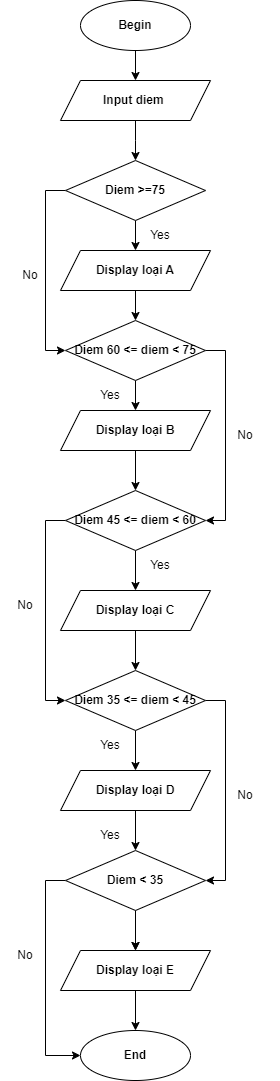 Begin
Input diem
Diem >=75
Yes
No
Display loại A
Diem 60 <= diem < 75
Yes
No
Display loại B
Diem 45 <= diem < 60
Yes
No
Display loại C
Diem 35 <= diem < 45
Yes
No
Display loại D
Yes
Diem < 35
No
Display loại E
End